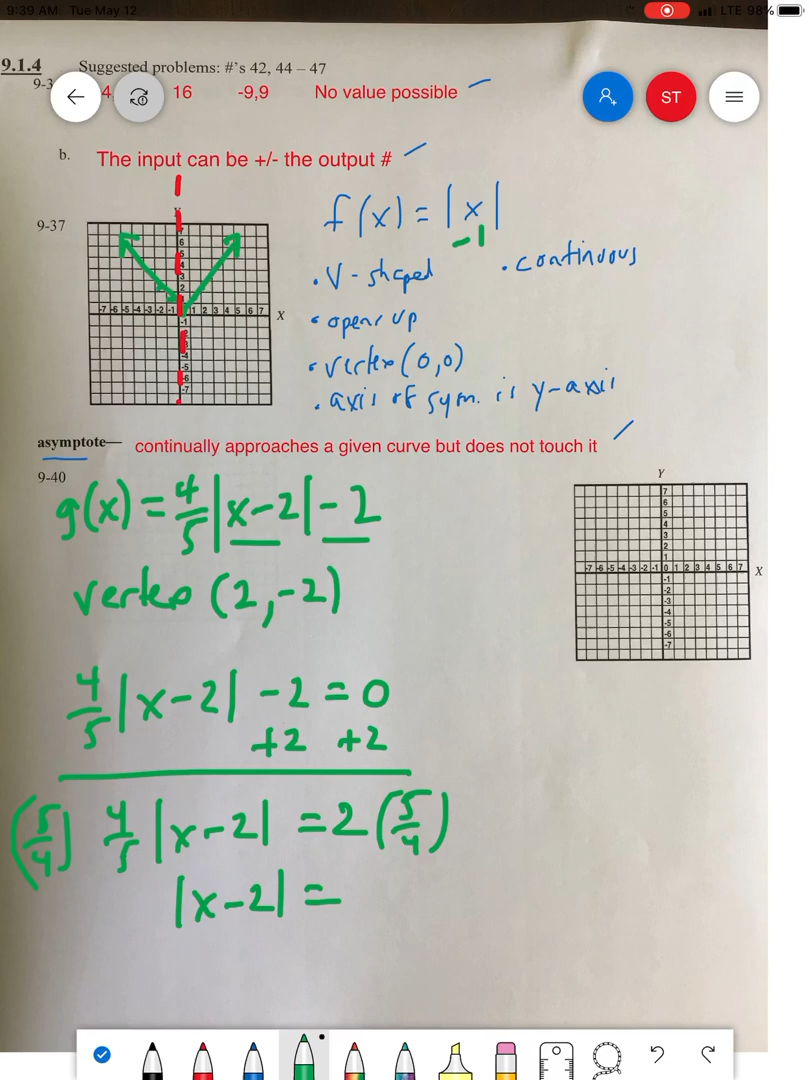 9:39 AM Tue May 12
LTE 98%
9.1.4 Suggested problems: #'s 42, 44 – 47
9-3
4, 16 -9,9 No value possible
ST
b. The input can be +/- the output #
9-37
f(x) = |x|
-1
Y
7
6
5
4
3
2
1
-7 -6 -5 -4 -3 -2 -1 0 1 2 3 4 5 6 7 X
-1
-2
-3
-4
-5
-6
-7
• V-shaped • continuous
• opens up
• vertex (0,0)
• axis of sym. is y-axis
asymptote— continually approaches a given curve but does not touch it
9-40
g(x) = 4/5 |x-2| -2
vertex (2,-2)
Y
7
6
5
4
3
2
1
-7 -6 -5 -4 -3 -2 -1 0 1 2 3 4 5 6 7 X
-1
-2
-3
-4
-5
-6
-7
4/5 |x-2| -2 = 0
+2 +2
(5/4) 4/5 |x-2| = 2 (5/4)
|x-2| =